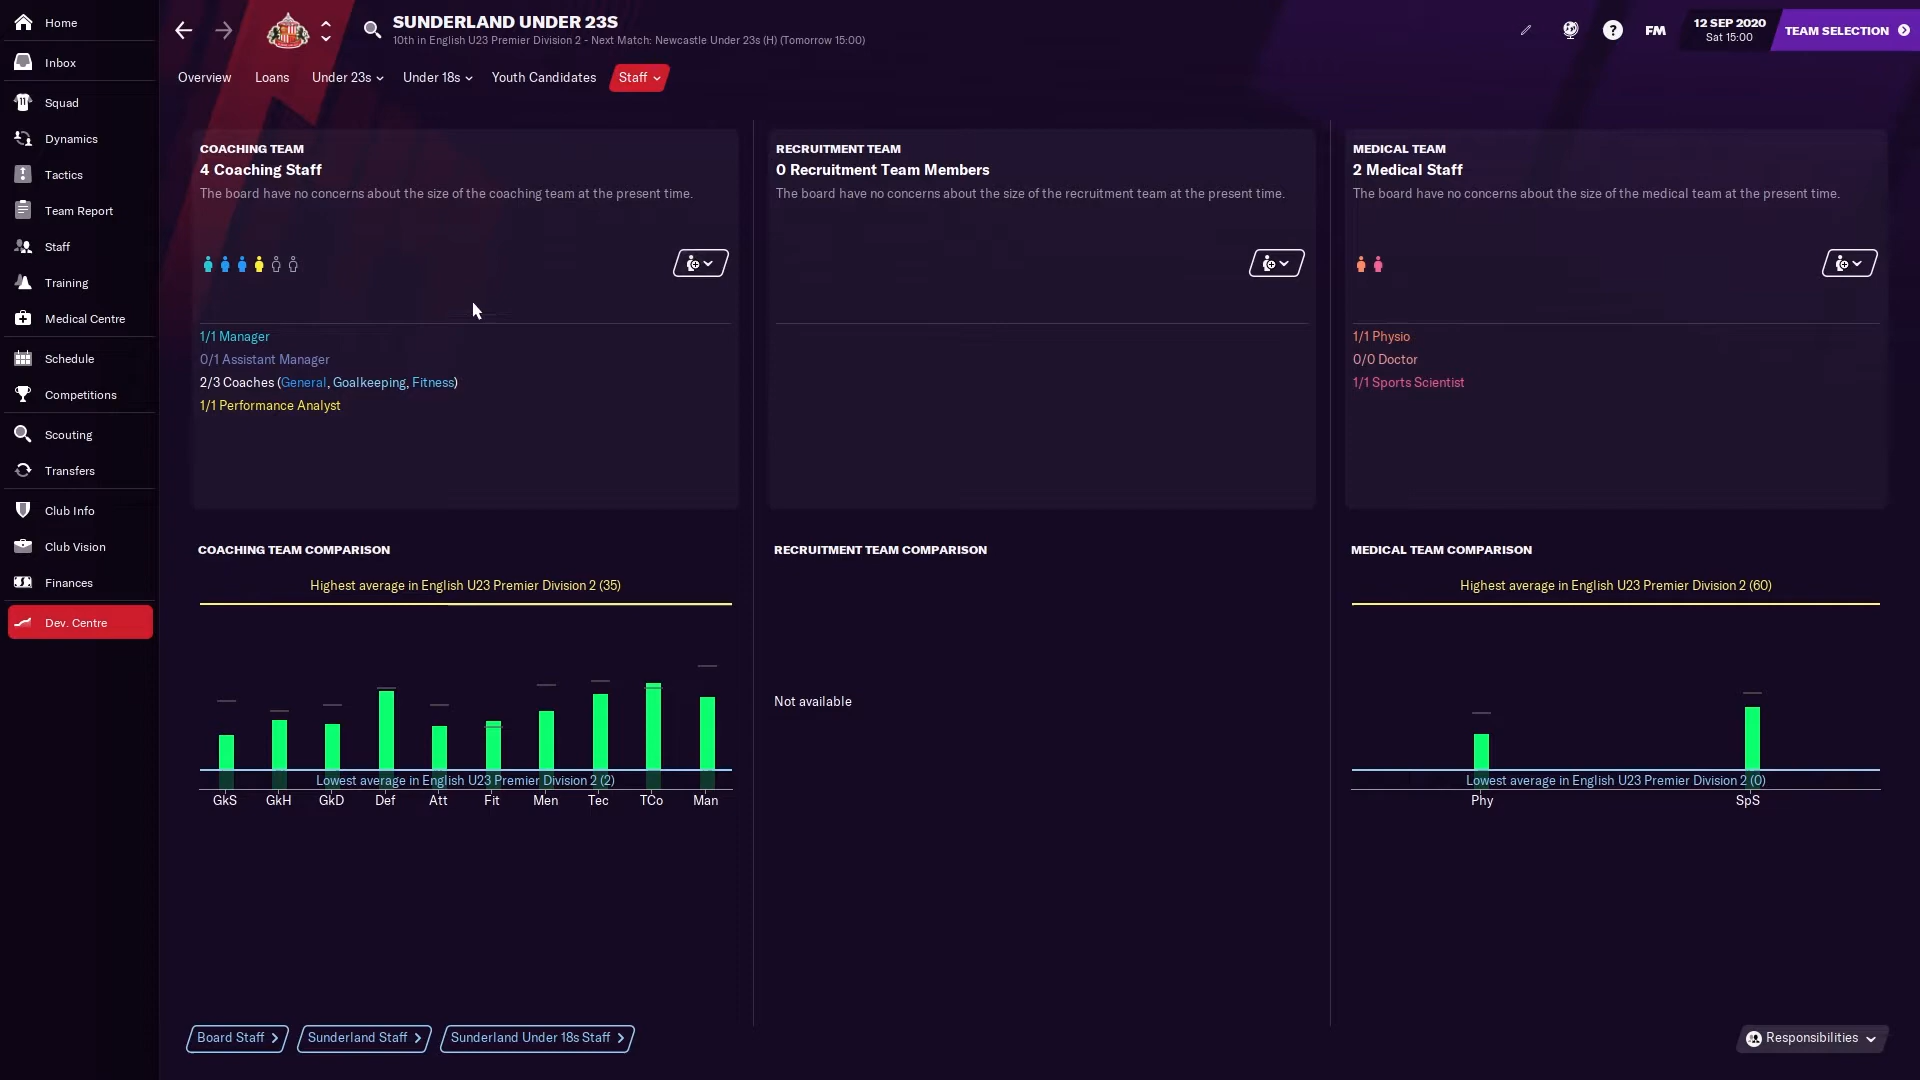 Home
Inbox
Squad
Dynamics
Tactics
Team Report
Staff
Training
Medical Centre
Schedule
Competitions
Scouting
Transfers
Club Info
Club Vision
Finances
Dev. Centre
SUNDERLAND UNDER 23S
10th in English U23 Premier Division 2 - Next Match: Newcastle Under 23s (H) (Tomorrow 15:00)
?
FM
12 SEP 2020
Sat 15:00
TEAM SELECTION
Overview
Loans
Under 23s
Under 18s
Youth Candidates
Staff
COACHING TEAM
4 Coaching Staff
The board have no concerns about the size of the coaching team at the present time.
1/1 Manager
0/1 Assistant Manager
2/3 Coaches (General, Goalkeeping, Fitness)
1/1 Performance Analyst
RECRUITMENT TEAM
0 Recruitment Team Members
The board have no concerns about the size of the recruitment team at the present time.
MEDICAL TEAM
2 Medical Staff
The board have no concerns about the size of the medical team at the present time.
1/1 Physio
0/0 Doctor
1/1 Sports Scientist
COACHING TEAM COMPARISON
Highest average in English U23 Premier Division 2 (35)
Lowest average in English U23 Premier Division 2 (2)
GkS GkH GkD Def Att Fit Men Tec TCo Man
RECRUITMENT TEAM COMPARISON
Not available
MEDICAL TEAM COMPARISON
Highest average in English U23 Premier Division 2 (60)
Lowest average in English U23 Premier Division 2 (0)
Phy SpS
Board Staff
Sunderland Staff
Sunderland Under 18s Staff
Responsibilities